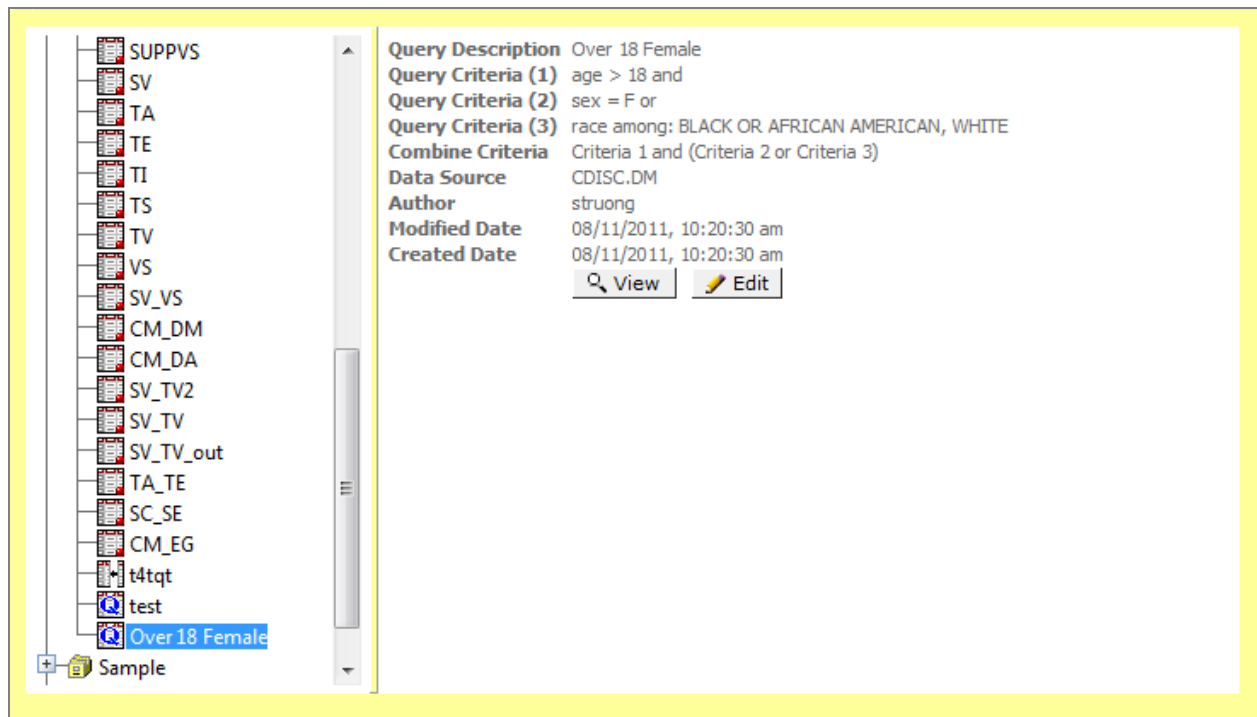 SUPPVS
SV
TA
TE
TI
TS
TV
VS
SV_VS
CM_DM
CM_DA
SV_TV2
SV_TV
SV_TV_out
TA_TE
SC_SE
CM_EG
t4tqt
test
Over 18 Female
Sample
Query Description Over 18 Female
Query Criteria (1) age > 18 and
Query Criteria (2) sex = F or
Query Criteria (3) race among: BLACK OR AFRICAN AMERICAN, WHITE
Combine Criteria Criteria 1 and (Criteria 2 or Criteria 3)
Data Source CDISC.DM
Author struong
Modified Date 08/11/2011, 10:20:30 am
Created Date 08/11/2011, 10:20:30 am
View Edit